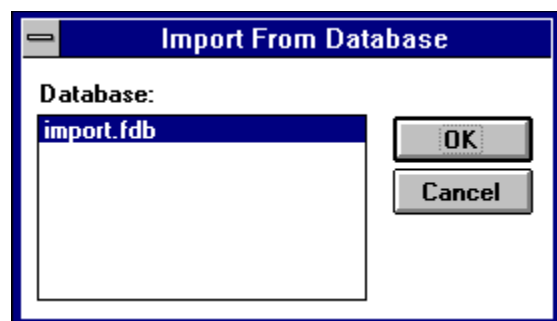 Import From Database
Database:
import.fdb
OK
Cancel